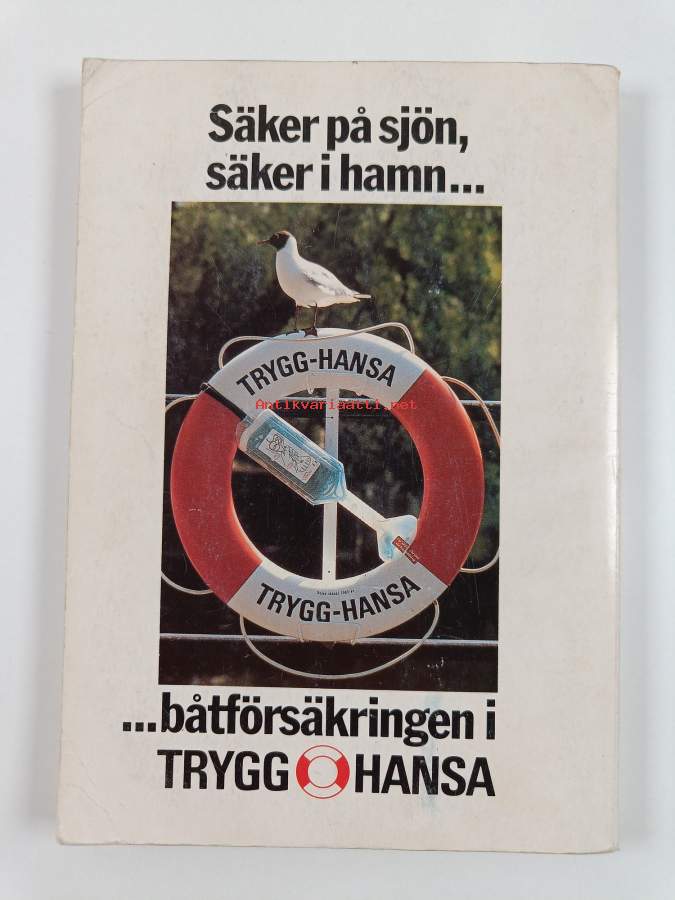 Säker på sjön,
säker i hamn...
TRYGG-HANSA
Antikvariaatti.net
TRYGG-HANSA
...båtförsäkringen i
TRYGG HANSA